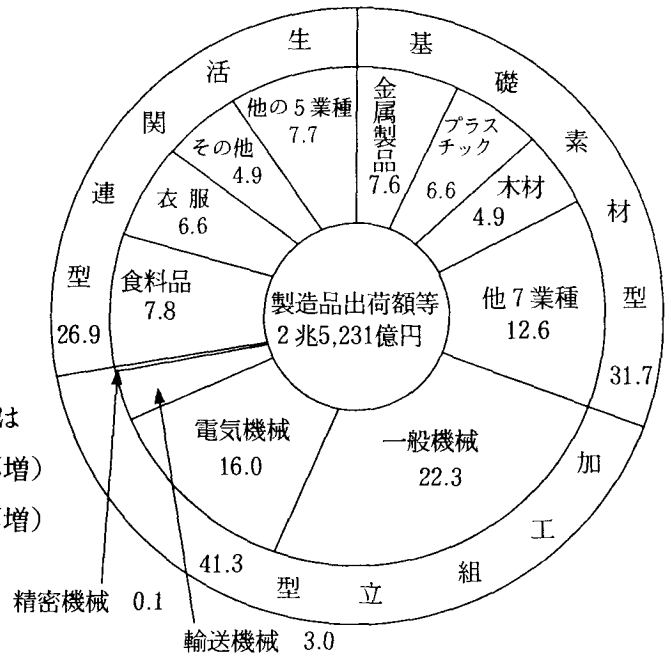 基礎素材型
31.7
金属製品
7.6
プラス
チック
6.6
木材
4.9
他7業種
12.6
加工組立型
41.3
一般機械
22.3
電気機械
16.0
輸送機械 3.0
精密機械 0.1
生活関連型
26.9
食料品
7.8
衣服
6.6
その他
4.9
他の5業種
7.7
製造品出荷額等
2兆5,231億円
は
増)
増)